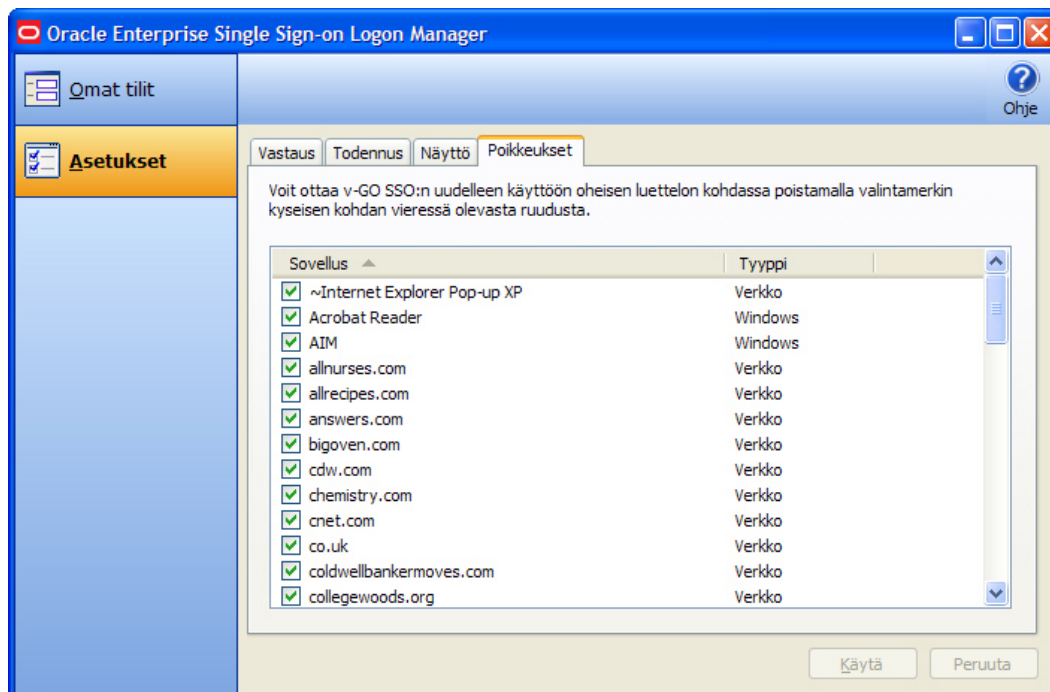 Oracle Enterprise Single Sign-on Logon Manager
Omat tilit
Ohje
Asetukset
Vastaus Todennus Näyttö Poikkeukset
Voit ottaa v-GO SSO:n uudelleen käyttöön oheisen luettelon kohdassa poistamalla valintamerkin
kyseisen kohdan vieressä olevasta ruudusta.
Sovellus Tyyppi
~Internet Explorer Pop-up XP Verkko
Acrobat Reader Windows
AIM Windows
allnurses.com Verkko
allrecipes.com Verkko
answers.com Verkko
bigoven.com Verkko
cdw.com Verkko
chemistry.com Verkko
cnet.com Verkko
co.uk Verkko
coldwellbankermoves.com Verkko
collegewoods.org Verkko
Käytä Peruuta